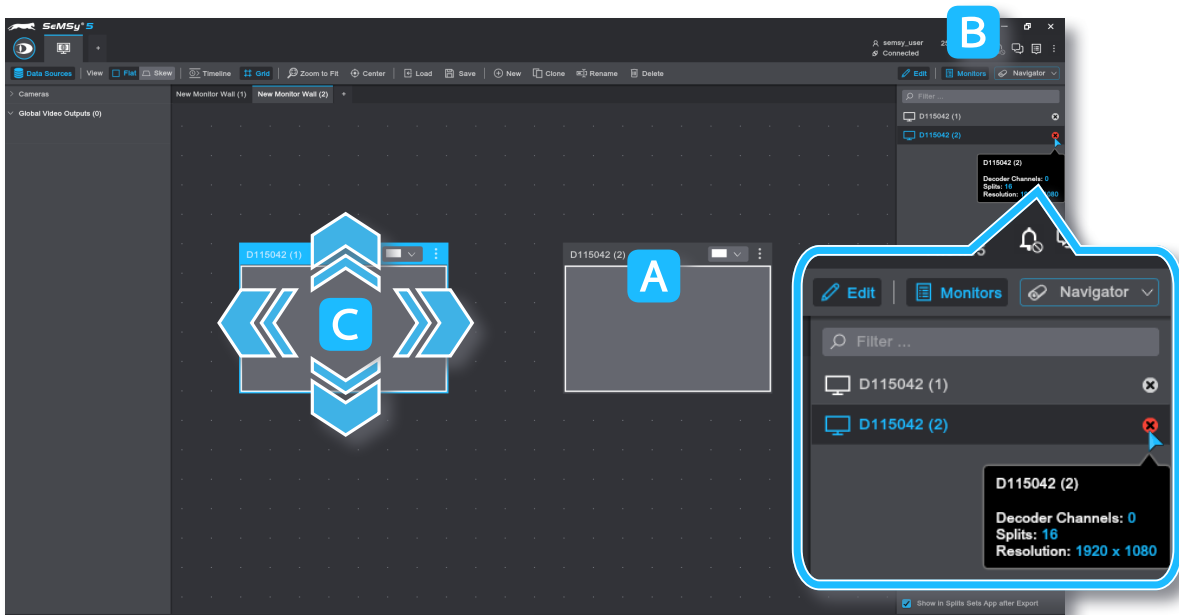 SeMSy®5
B
semsy_user
Connected
Data Sources
View
Flat
Skew
Timeline
Grid
Zoom to Fit
Center
Load
Save
New
Clone
Rename
Delete
Edit
Monitors
Navigator
Cameras
New Monitor Wall (1)
New Monitor Wall (2)
+
Filter ...
Global Video Outputs (0)
D115042 (1)
D115042 (2)
D115042 (2)
Decoder Channels: 0
Splits: 16
Resolution: 1920 x 1080
D115042 (1)
D115042 (2)
A
C
Edit
Monitors
Navigator
Filter ...
D115042 (1)
D115042 (2)
D115042 (2)
Decoder Channels: 0
Splits: 16
Resolution: 1920 x 1080
Show in Splits Sets App after Export